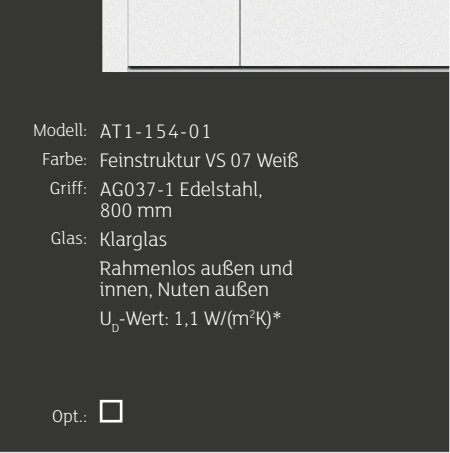 Modell: AT1-154-01
Farbe: Feinstruktur VS 07 Weiß
Griff: AG037-1 Edelstahl,
800 mm
Glas: Klarglas
Rahmenlos außen und
innen, Nuten außen
U_D-Wert: 1,1 W/(m²K)*
Opt.: